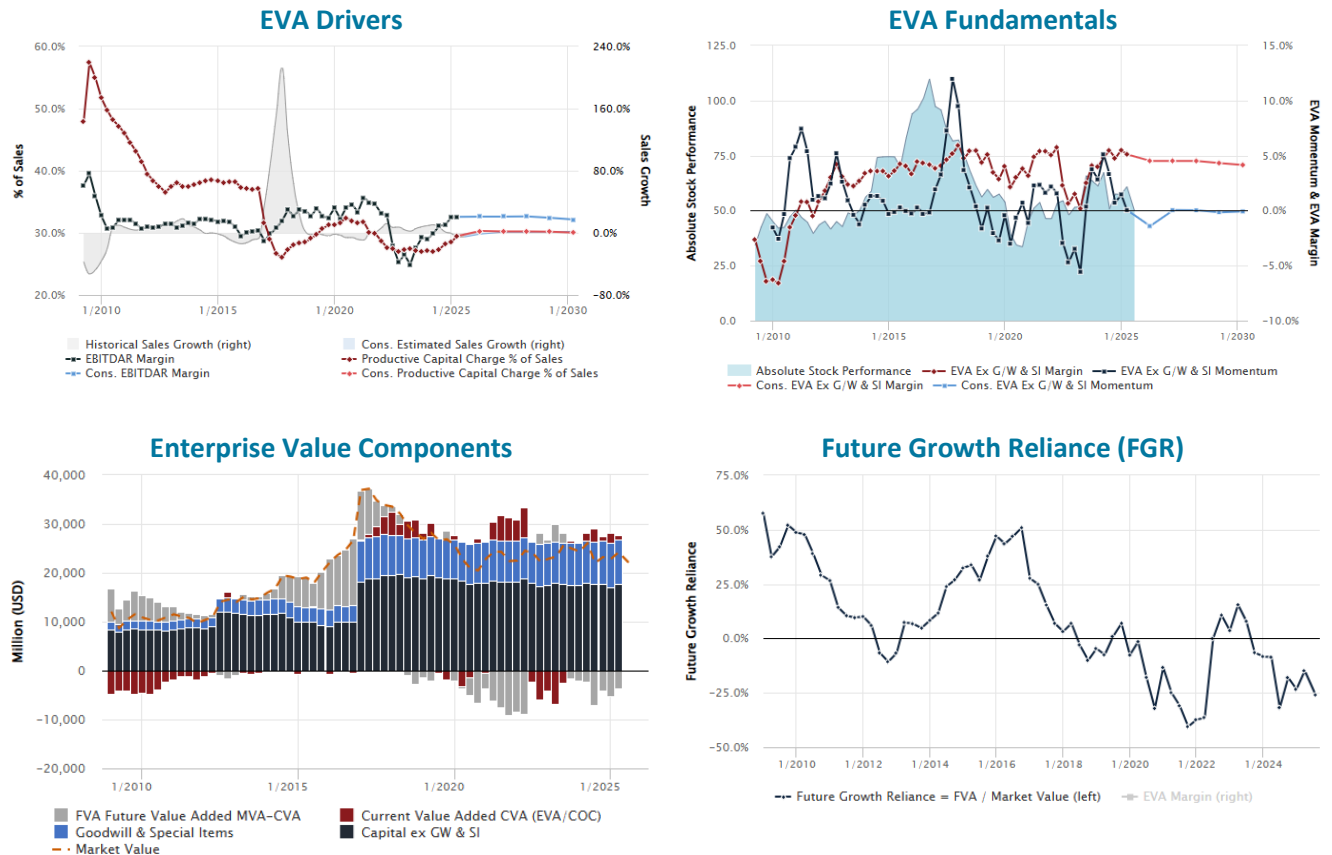 EVA Drivers
60.0%
50.0%
40.0%
30.0%
20.0%
% of Sales
240.0%
160.0%
80.0%
0.0%
-80.0%
Sales Growth
1/2010
1/2015
1/2020
1/2025
1/2030
Historical Sales Growth (right)
Cons. Estimated Sales Growth (right)
EBITDAR Margin
Productive Capital Charge % of Sales
Cons. EBITDAR Margin
Cons. Productive Capital Charge % of Sales
EVA Fundamentals
125.0
100.0
75.0
50.0
25.0
0.0
Absolute Stock Performance
15.0%
10.0%
5.0%
0.0%
-5.0%
-10.0%
EVA Momentum & EVA Margin
1/2010
1/2015
1/2020
1/2025
1/2030
Absolute Stock Performance
EVA Ex G/W & SI Margin
EVA Ex G/W & SI Momentum
Cons. EVA Ex G/W & SI Margin
Cons. EVA Ex G/W & SI Momentum
Enterprise Value Components
40,000
30,000
20,000
10,000
0
-10,000
-20,000
Million (USD)
1/2010
1/2015
1/2020
1/2025
FVA Future Value Added MVA-CVA
Current Value Added CVA (EVA/COC)
Goodwill & Special Items
Capital ex GW & SI
Market Value
Future Growth Reliance (FGR)
75.0%
50.0%
25.0%
0.0%
-25.0%
-50.0%
Future Growth Reliance
1/2010
1/2012
1/2014
1/2016
1/2018
1/2020
1/2022
1/2024
Future Growth Reliance = FVA / Market Value (left)
EVA Margin (right)